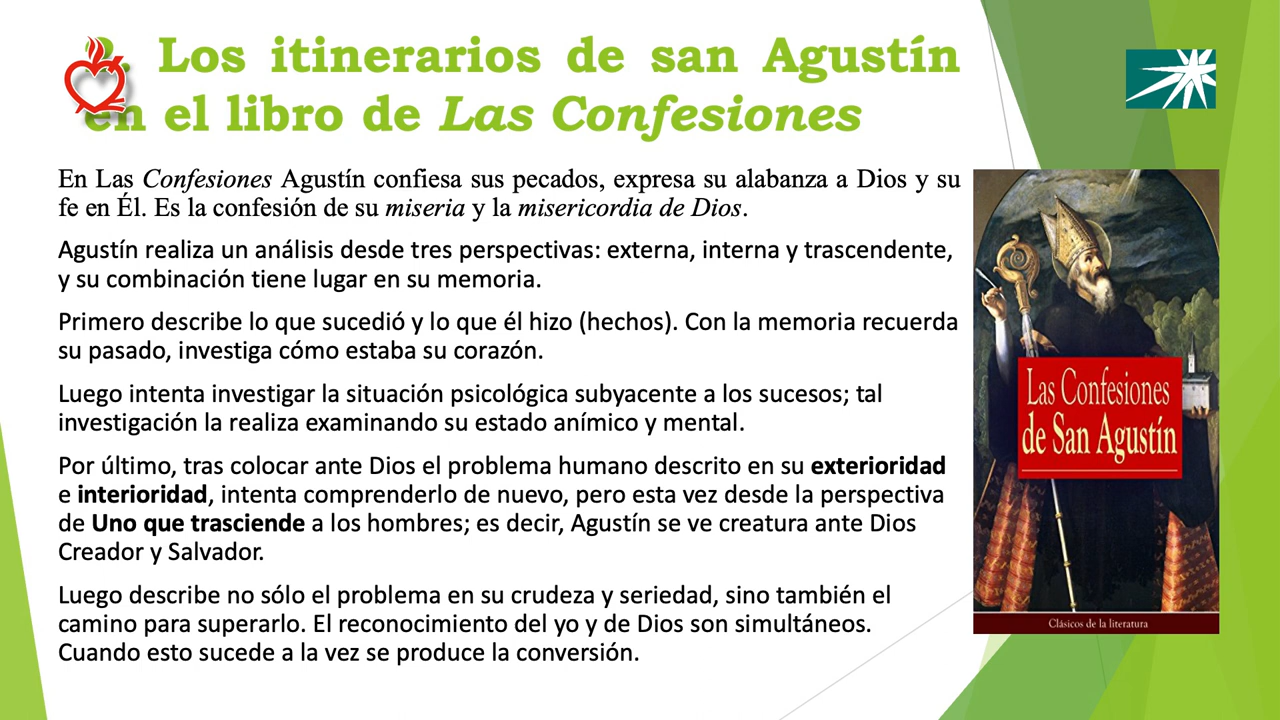 . Los itinerarios de san Agustín
en el libro de Las Confesiones
En Las Confesiones Agustín confiesa sus pecados, expresa su alabanza a Dios y su
fe en Él. Es la confesión de su miseria y la misericordia de Dios.
Agustín realiza un análisis desde tres perspectivas: externa, interna y trascendente,
y su combinación tiene lugar en su memoria.
Primero describe lo que sucedió y lo que él hizo (hechos). Con la memoria recuerda
su pasado, investiga cómo estaba su corazón.
Luego intenta investigar la situación psicológica subyacente a los sucesos; tal
investigación la realiza examinando su estado anímico y mental.
Por último, tras colocar ante Dios el problema humano descrito en su exterioridad
e interioridad, intenta comprenderlo de nuevo, pero esta vez desde la perspectiva
de Uno que trasciende a los hombres; es decir, Agustín se ve creatura ante Dios
Creador y Salvador.
Luego describe no sólo el problema en su crudeza y seriedad, sino también el
camino para superarlo. El reconocimiento del yo y de Dios son simultáneos.
Cuando esto sucede a la vez se produce la conversión.
Las Confesiones
de San Agustín
Clásicos de la literatura